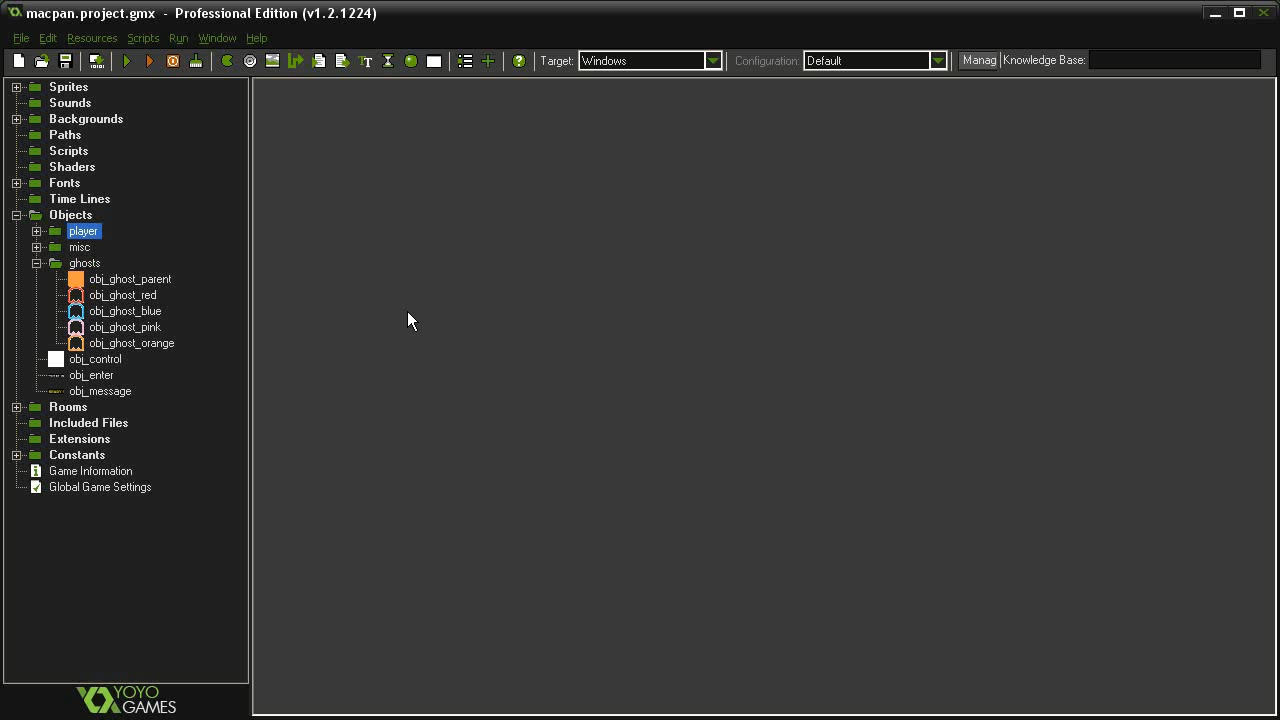 macpan.project.gmx - Professional Edition (v1.2.1224)
File Edit Resources Scripts Run Window Help
Target: Windows Configuration: Default Manag Knowledge Base:
Sprites
Sounds
Backgrounds
Paths
Scripts
Shaders
Fonts
Time Lines
Objects
player
misc
ghosts
obj_ghost_parent
obj_ghost_red
obj_ghost_blue
obj_ghost_pink
obj_ghost_orange
obj_control
obj_enter
obj_message
Rooms
Included Files
Extensions
Constants
Game Information
Global Game Settings
YOYO
GAMES